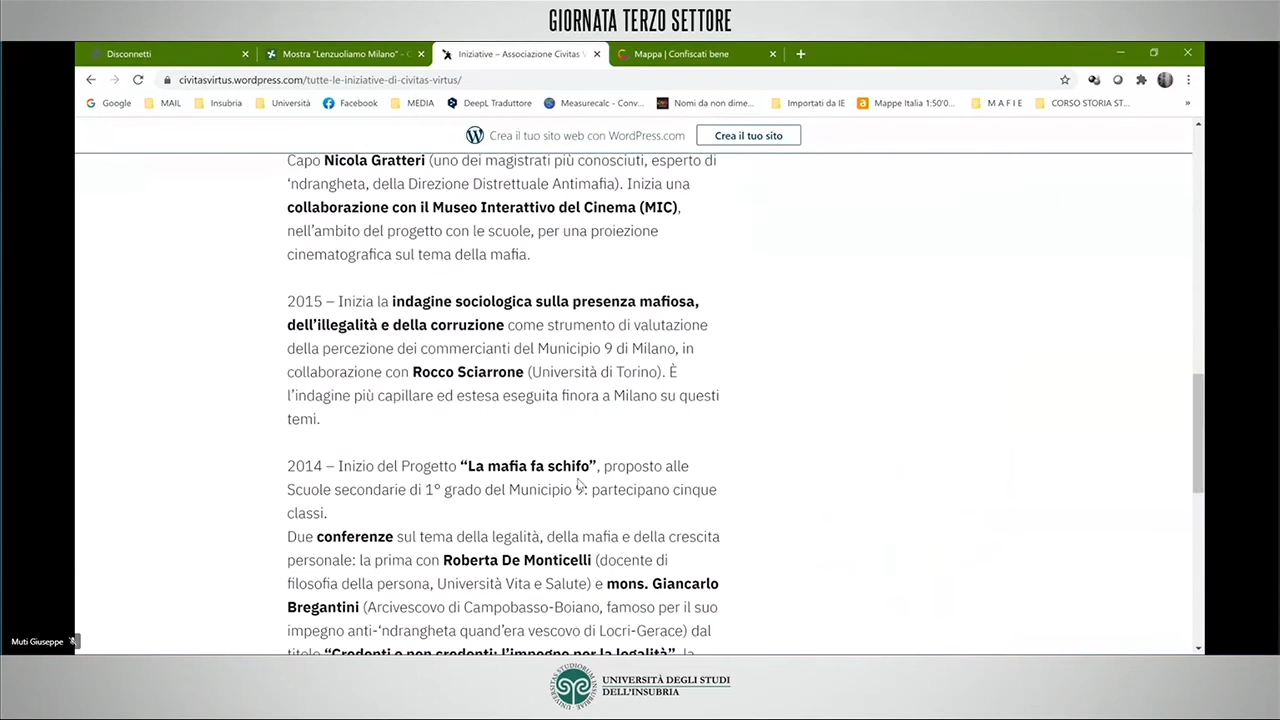 GIORNATA TERZO SETTORE
Disconnetti
Mostra "Lenzuoliamo Milano" - C
Iniziative – Associazione Civitas V
Mappa | Confiscati bene
civitasvirtus.wordpress.com/tutte-le-iniziative-di-civitas-virtus/
Google MAIL Insubria Università Facebook MEDIA DeepL Traduttore Measurecalc - Conv... Nomi da non dime... Importati da IE Mappe Italia 1:50'0... M A F I E CORSO STORIA ST... »
Crea il tuo sito web con WordPress.com Crea il tuo sito
Capo Nicola Gratteri (uno dei magistrati più conosciuti, esperto di
‘ndrangheta, della Direzione Distrettuale Antimafia). Inizia una
collaborazione con il Museo Interattivo del Cinema (MIC),
nell’ambito del progetto con le scuole, per una proiezione
cinematografica sul tema della mafia.
2015 – Inizia la indagine sociologica sulla presenza mafiosa,
dell’illegalità e della corruzione come strumento di valutazione
della percezione dei commercianti del Municipio 9 di Milano, in
collaborazione con Rocco Sciarrone (Università di Torino). È
l’indagine più capillare ed estesa eseguita finora a Milano su questi
temi.
2014 – Inizio del Progetto “La mafia fa schifo”, proposto alle
Scuole secondarie di 1° grado del Municipio 9: partecipano cinque
classi.
Due conferenze sul tema della legalità, della mafia e della crescita
personale: la prima con Roberta De Monticelli (docente di
filosofia della persona, Università Vita e Salute) e mons. Giancarlo
Bregantini (Arcivescovo di Campobasso-Boiano, famoso per il suo
impegno anti-‘ndrangheta quand’era vescovo di Locri-Gerace) dal
titolo “Credenti e non credenti: l’impegno per la legalità”, la
Muti Giuseppe
UNIVERSITÀ DEGLI STUDI
DELL'INSUBRIA